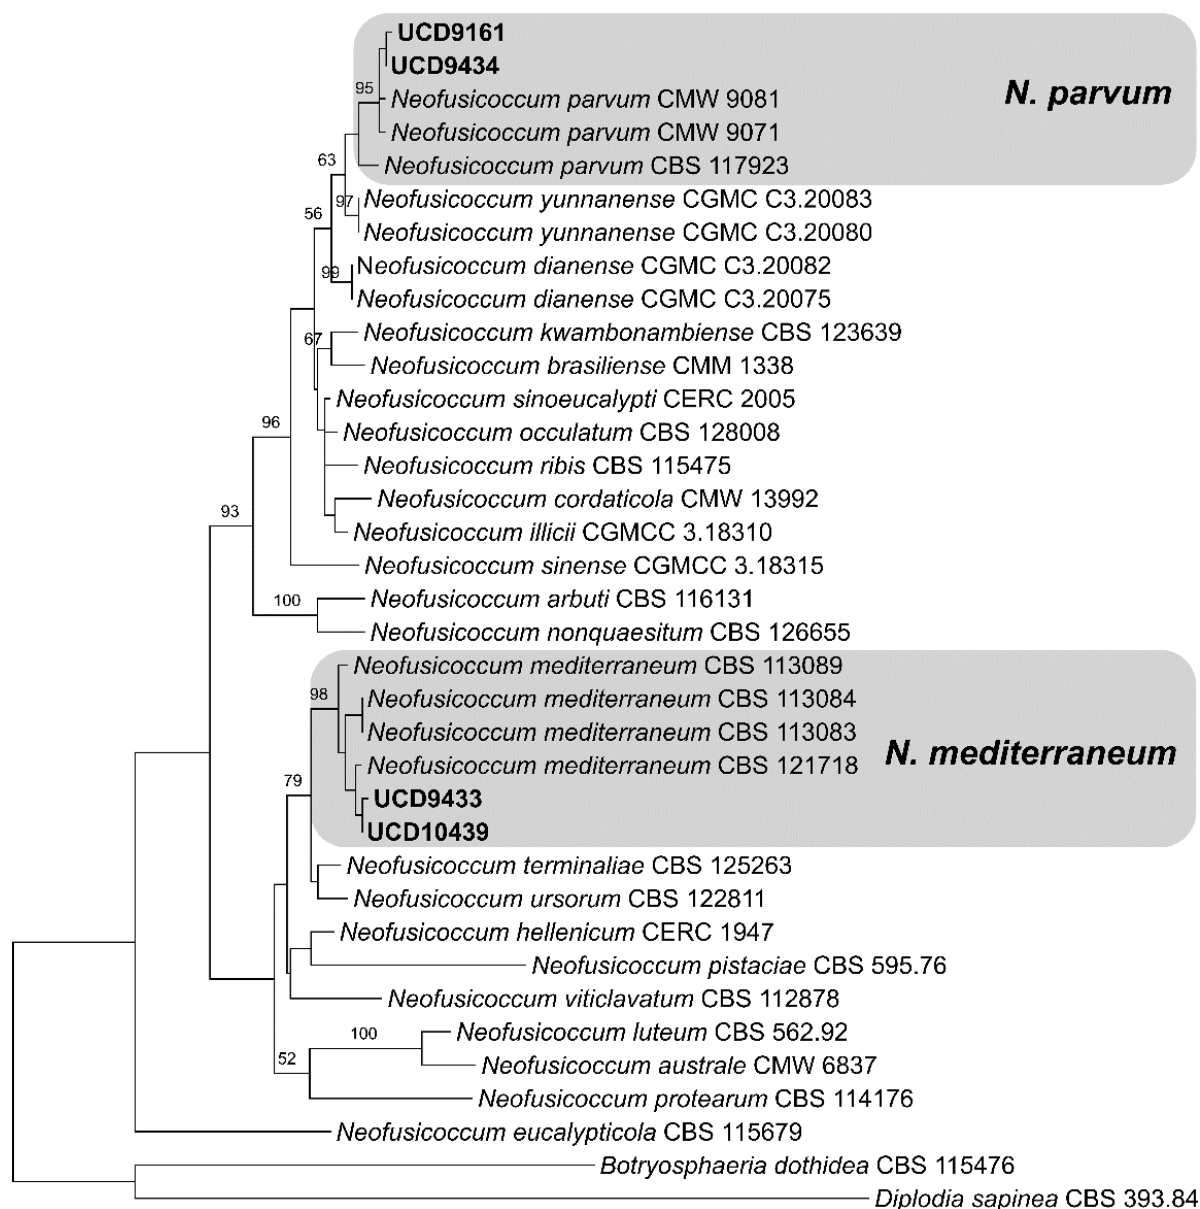 UCD9161
UCD9434
95
Neofusicoccum parvum CMW 9081
N. parvum
Neofusicoccum parvum CMW 9071
63
Neofusicoccum parvum CBS 117923
97
Neofusicoccum yunnanense CGMC C3.20083
56
Neofusicoccum yunnanense CGMC C3.20080
99
Neofusicoccum dianense CGMC C3.20082
Neofusicoccum dianense CGMC C3.20075
67
Neofusicoccum kwambonambiense CBS 123639
Neofusicoccum brasiliense CMM 1338
Neofusicoccum sinoeucalypti CERC 2005
96
Neofusicoccum occulatum CBS 128008
Neofusicoccum ribis CBS 115475
Neofusicoccum cordaticola CMW 13992
93
Neofusicoccum illicii CGMCC 3.18310
Neofusicoccum sinense CGMCC 3.18315
100
Neofusicoccum arbuti CBS 116131
Neofusicoccum nonquaesitum CBS 126655
Neofusicoccum mediterraneum CBS 113089
98
Neofusicoccum mediterraneum CBS 113084
Neofusicoccum mediterraneum CBS 113083
N. mediterraneum
Neofusicoccum mediterraneum CBS 121718
79
UCD9433
UCD10439
Neofusicoccum terminaliae CBS 125263
Neofusicoccum ursorum CBS 122811
Neofusicoccum hellenicum CERC 1947
Neofusicoccum pistaciae CBS 595.76
Neofusicoccum viticlavatum CBS 112878
100
Neofusicoccum luteum CBS 562.92
52
Neofusicoccum australe CMW 6837
Neofusicoccum protearum CBS 114176
Neofusicoccum eucalypticola CBS 115679
Botryosphaeria dothidea CBS 115476
Diplodia sapinea CBS 393.84